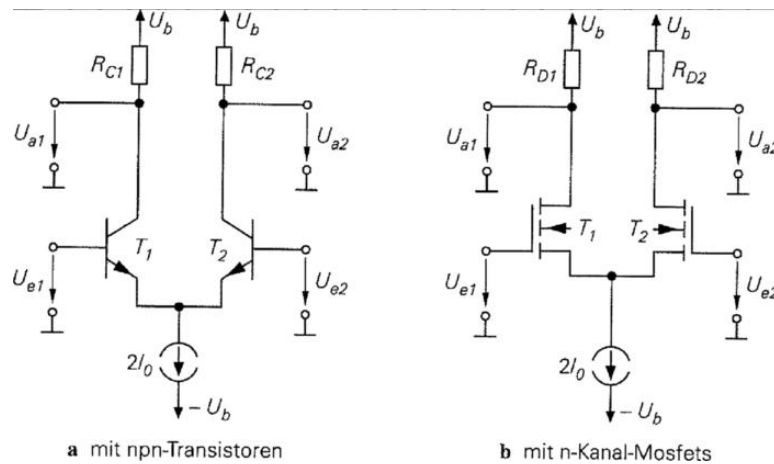 U_b U_b U_b U_b
R_C1 R_C2 R_D1 R_D2
U_a1 U_a2 U_a1 U_a2
T_1 T_2 T_1 T_2
U_e1 U_e2 U_e1 U_e2
2I_0 2I_0
– U_b – U_b
a mit npn-Transistoren b mit n-Kanal-Mosfets